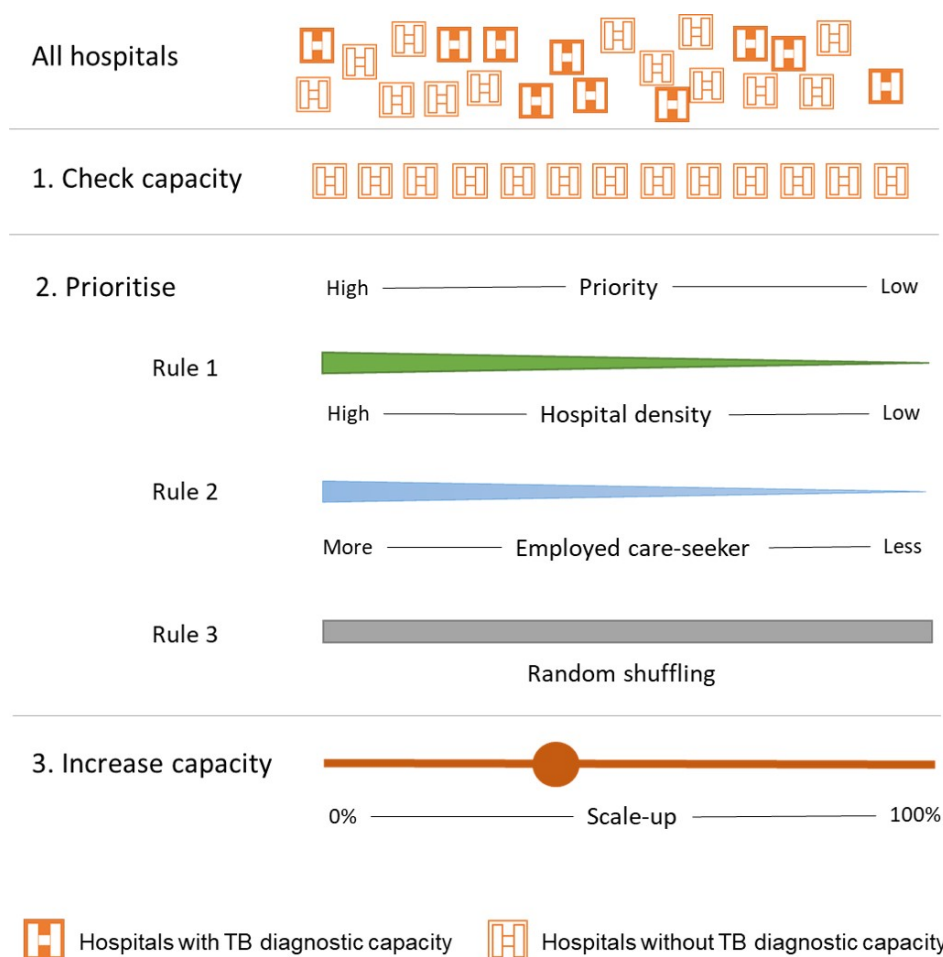 All hospitals
1. Check capacity
2. Prioritise
High Priority Low
Rule 1
High Hospital density Low
Rule 2
More Employed care-seeker Less
Rule 3
Random shuffling
3. Increase capacity
0% Scale-up 100%
Hospitals with TB diagnostic capacity Hospitals without TB diagnostic capacity